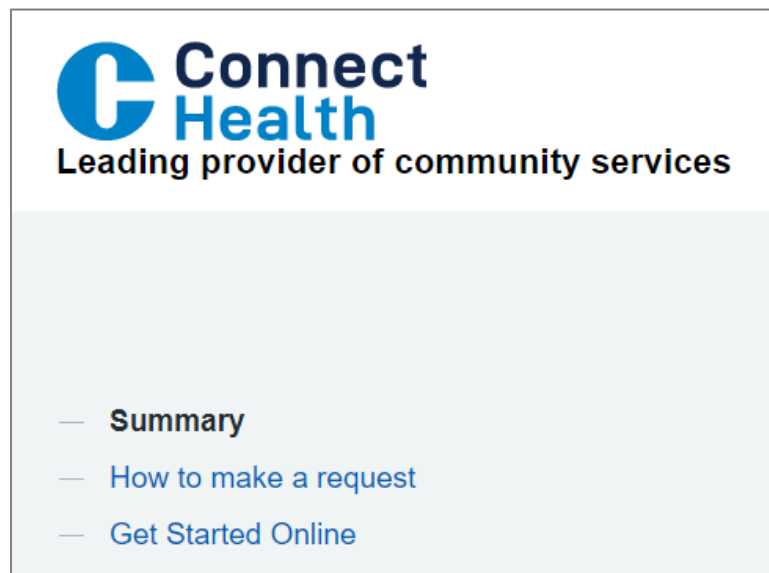 Connect
Health
Leading provider of community services
— Summary
— How to make a request
— Get Started Online